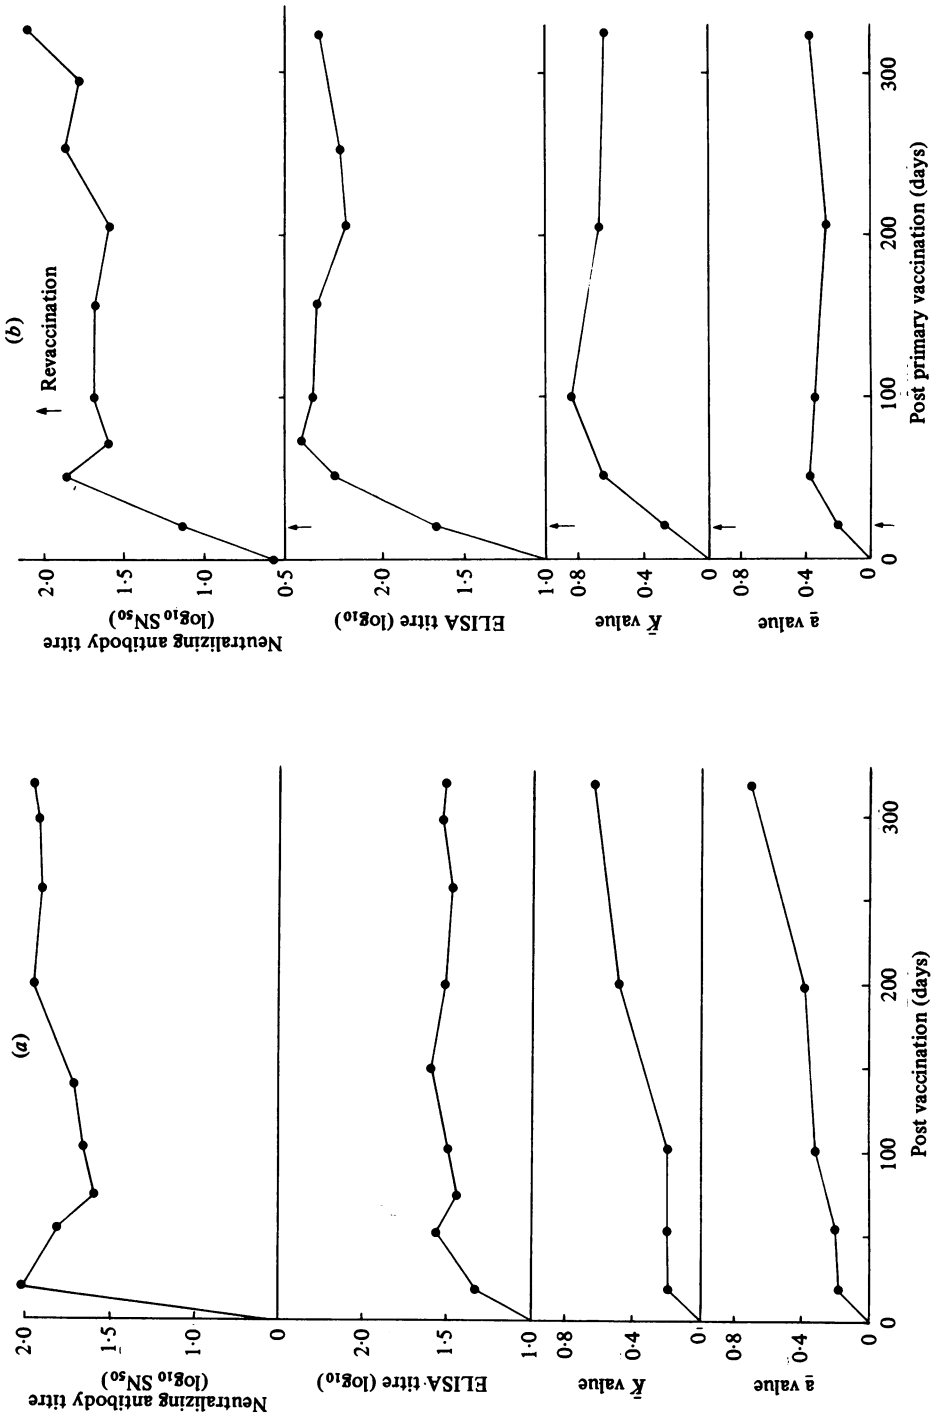 (a)
Neutralizing antibody titre
(log₁₀ SN₅₀)
2·0
1·5
1·0
0
ELISA titre (log₁₀)
2·0
1·5
1·0
K̄ value
0·8
0·4
0
a̲ value
0·8
0·4
0
0
100
200
300
Post vaccination (days)
(b)
Revaccination
Neutralizing antibody titre
(log₁₀ SN₅₀)
2·0
1·5
1·0
0·5
ELISA titre (log₁₀)
2·0
1·5
1·0
K̄ value
0·8
0·4
0
a̲ value
0·8
0·4
0
0
100
200
300
Post primary vaccination (days)